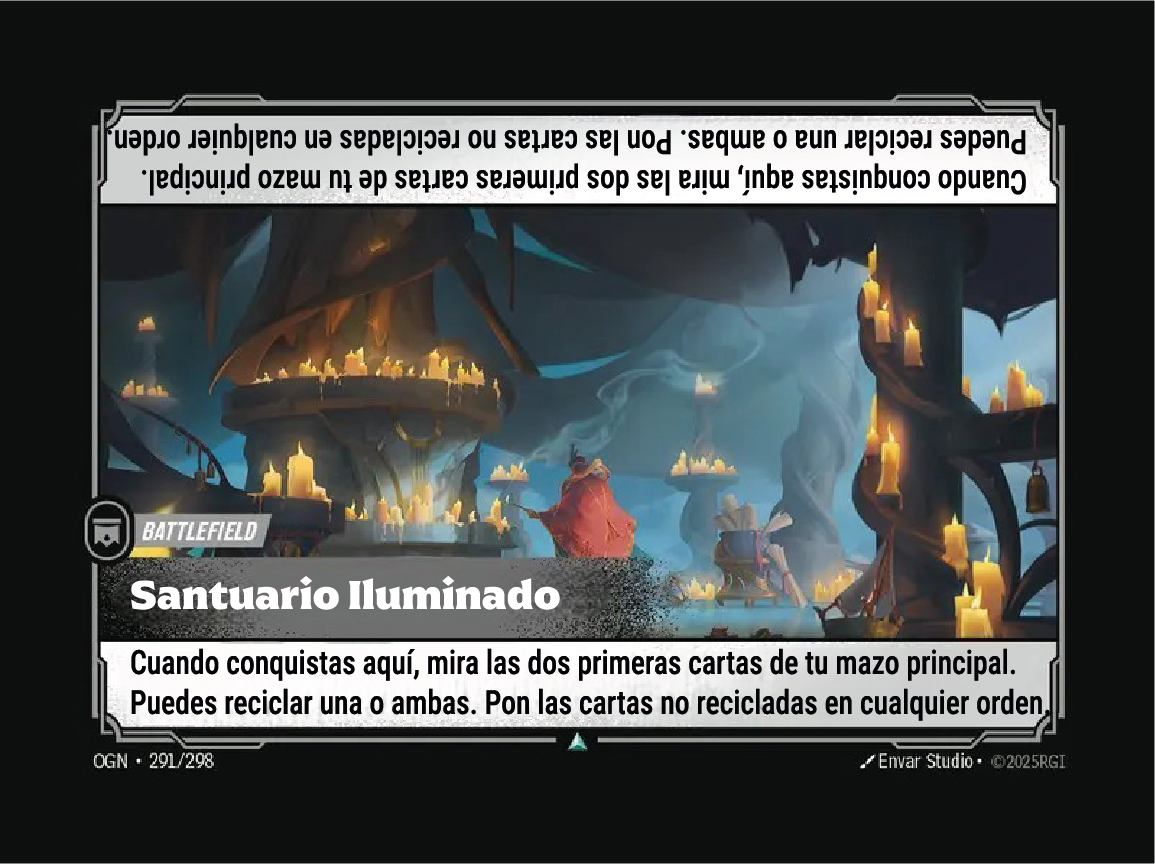 Cuando conquistas aquí, mira las dos primeras cartas de tu mazo principal.
Puedes reciclar una o ambas. Pon las cartas no recicladas en cualquier orden.
BATTLEFIELD
Santuario Iluminado
Cuando conquistas aquí, mira las dos primeras cartas de tu mazo principal.
Puedes reciclar una o ambas. Pon las cartas no recicladas en cualquier orden.
OGN • 291/298
Envar Studio • ©2025RGI